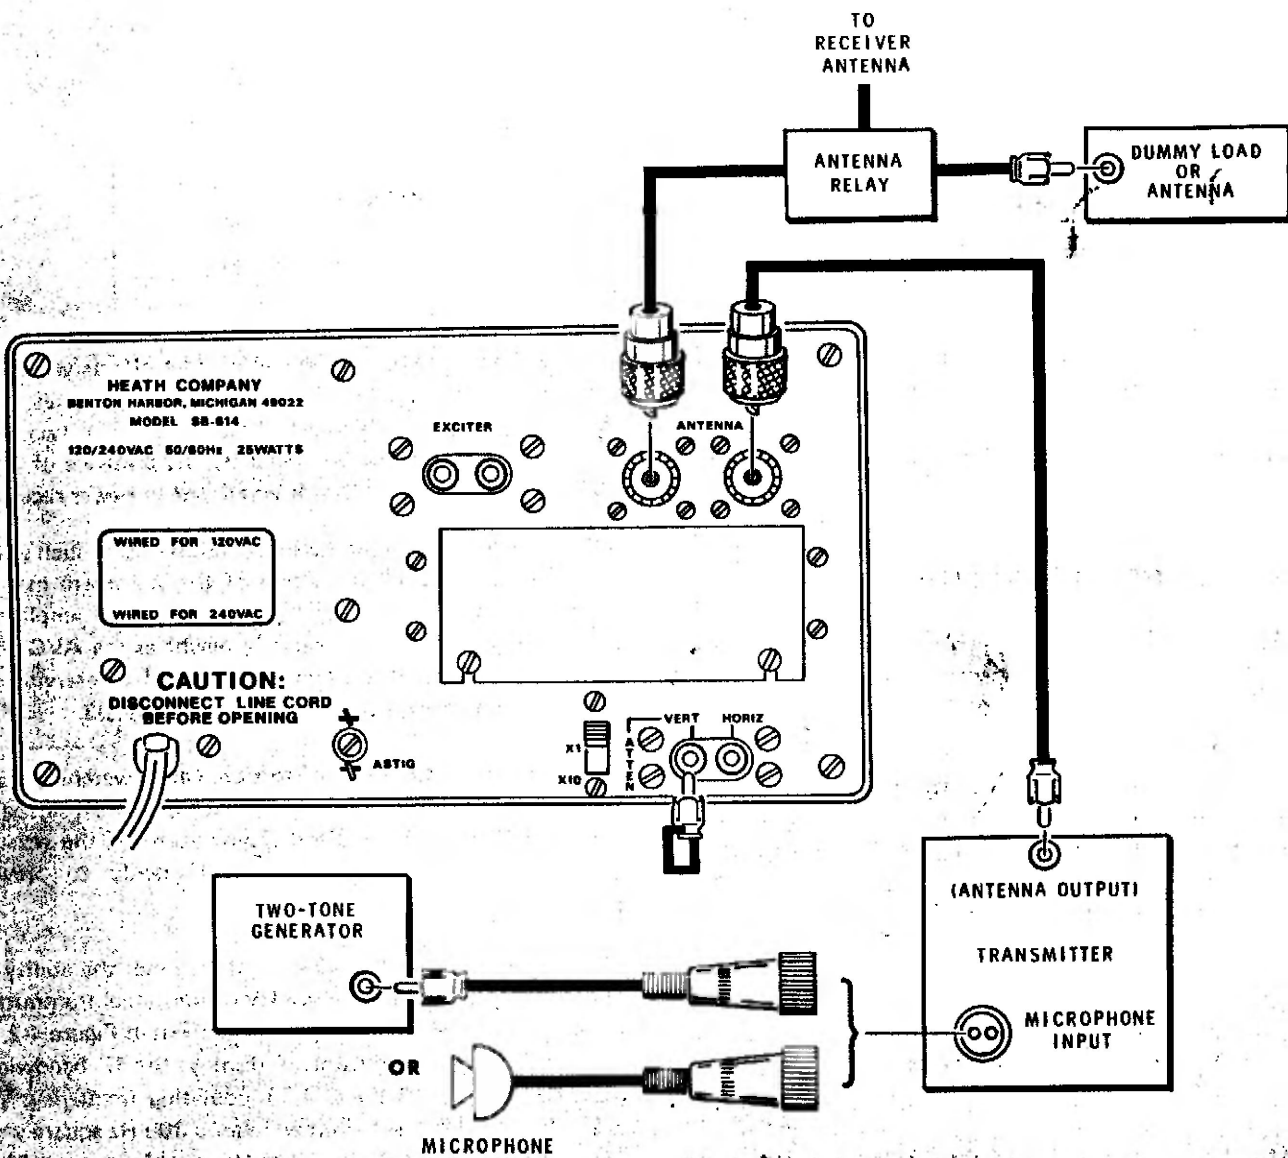 TO
RECEIVER
ANTENNA
ANTENNA
RELAY
DUMMY LOAD
OR
ANTENNA
HEATH COMPANY
BENTON HARBOR, MICHIGAN 49022
MODEL SB-614
120/240VAC 50/60Hz 25WATTS
EXCITER
ANTENNA
WIRED FOR 120VAC
WIRED FOR 240VAC
AVC
CAUTION:
DISCONNECT LINE CORD
BEFORE OPENING
ASTIG
X1
X10
ATTEN
VERT
HORIZ
(ANTENNA OUTPUT)
TRANSMITTER
MICROPHONE
INPUT
TWO-TONE
GENERATOR
OR
MICROPHONE